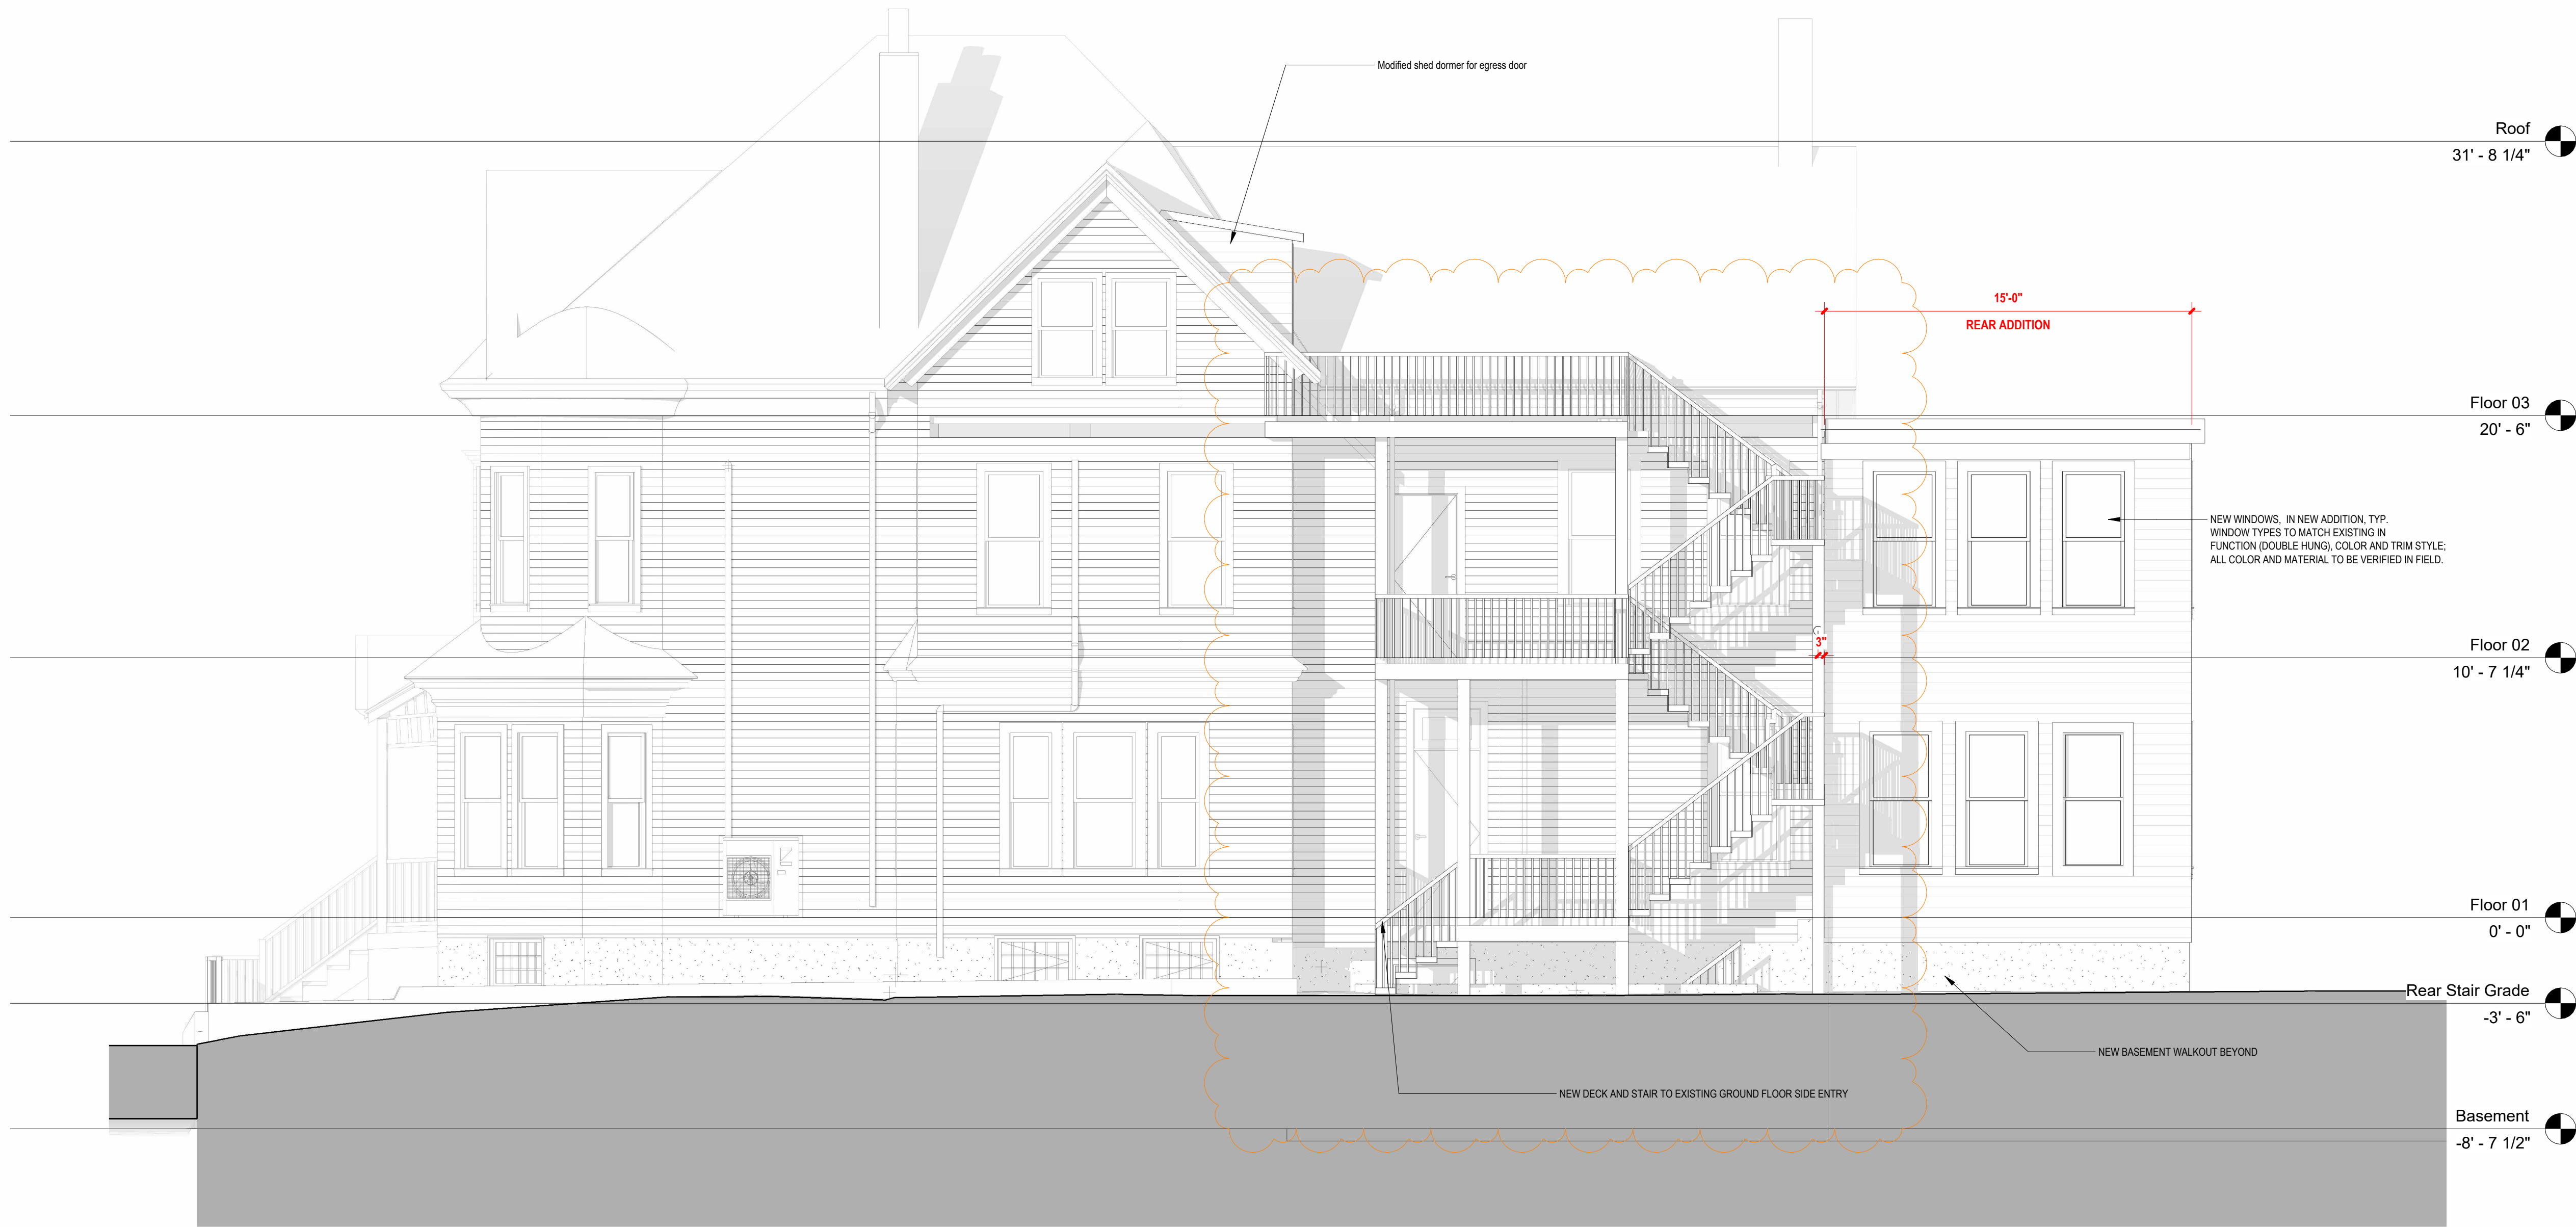 Modified shed dormer for egress door
Roof
31' - 8 1/4"
15'-0"
REAR ADDITION
Floor 03
20' - 6"
NEW WINDOWS, IN NEW ADDITION, TYP.
WINDOW TYPES TO MATCH EXISTING IN
FUNCTION (DOUBLE HUNG), COLOR AND TRIM STYLE;
ALL COLOR AND MATERIAL TO BE VERIFIED IN FIELD.
3"
Floor 02
10' - 7 1/4"
Floor 01
0' - 0"
Rear Stair Grade
-3' - 6"
NEW BASEMENT WALKOUT BEYOND
NEW DECK AND STAIR TO EXISTING GROUND FLOOR SIDE ENTRY
Basement
-8' - 7 1/2"